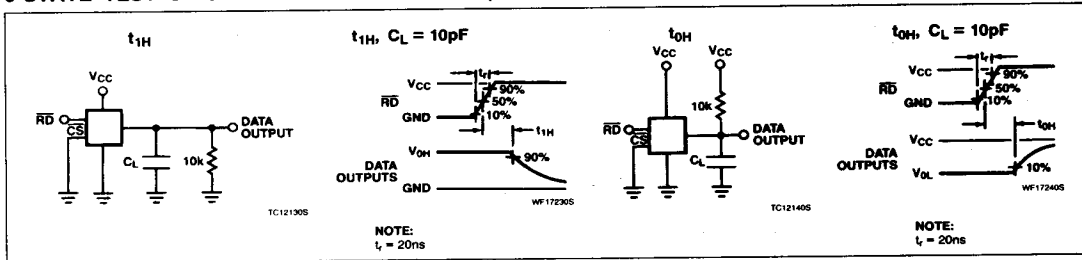 t1H
VCC
RD
CS
CL
10k
DATA
OUTPUT
TC12130S
t1H, CL = 10pF
tr
VCC
90%
RD
50%
10%
GND
t1H
VOH
90%
DATA
OUTPUTS
GND
WF17230S
NOTE:
tr = 20ns
t0H
VCC
VCC
10k
RD
CS
DATA
OUTPUT
CL
TC12140S
t0H, CL = 10pF
tr
VCC
90%
RD
50%
GND
10%
t0H
VCC
DATA
OUTPUTS
10%
VOL
WF17240S
NOTE:
tr = 20ns